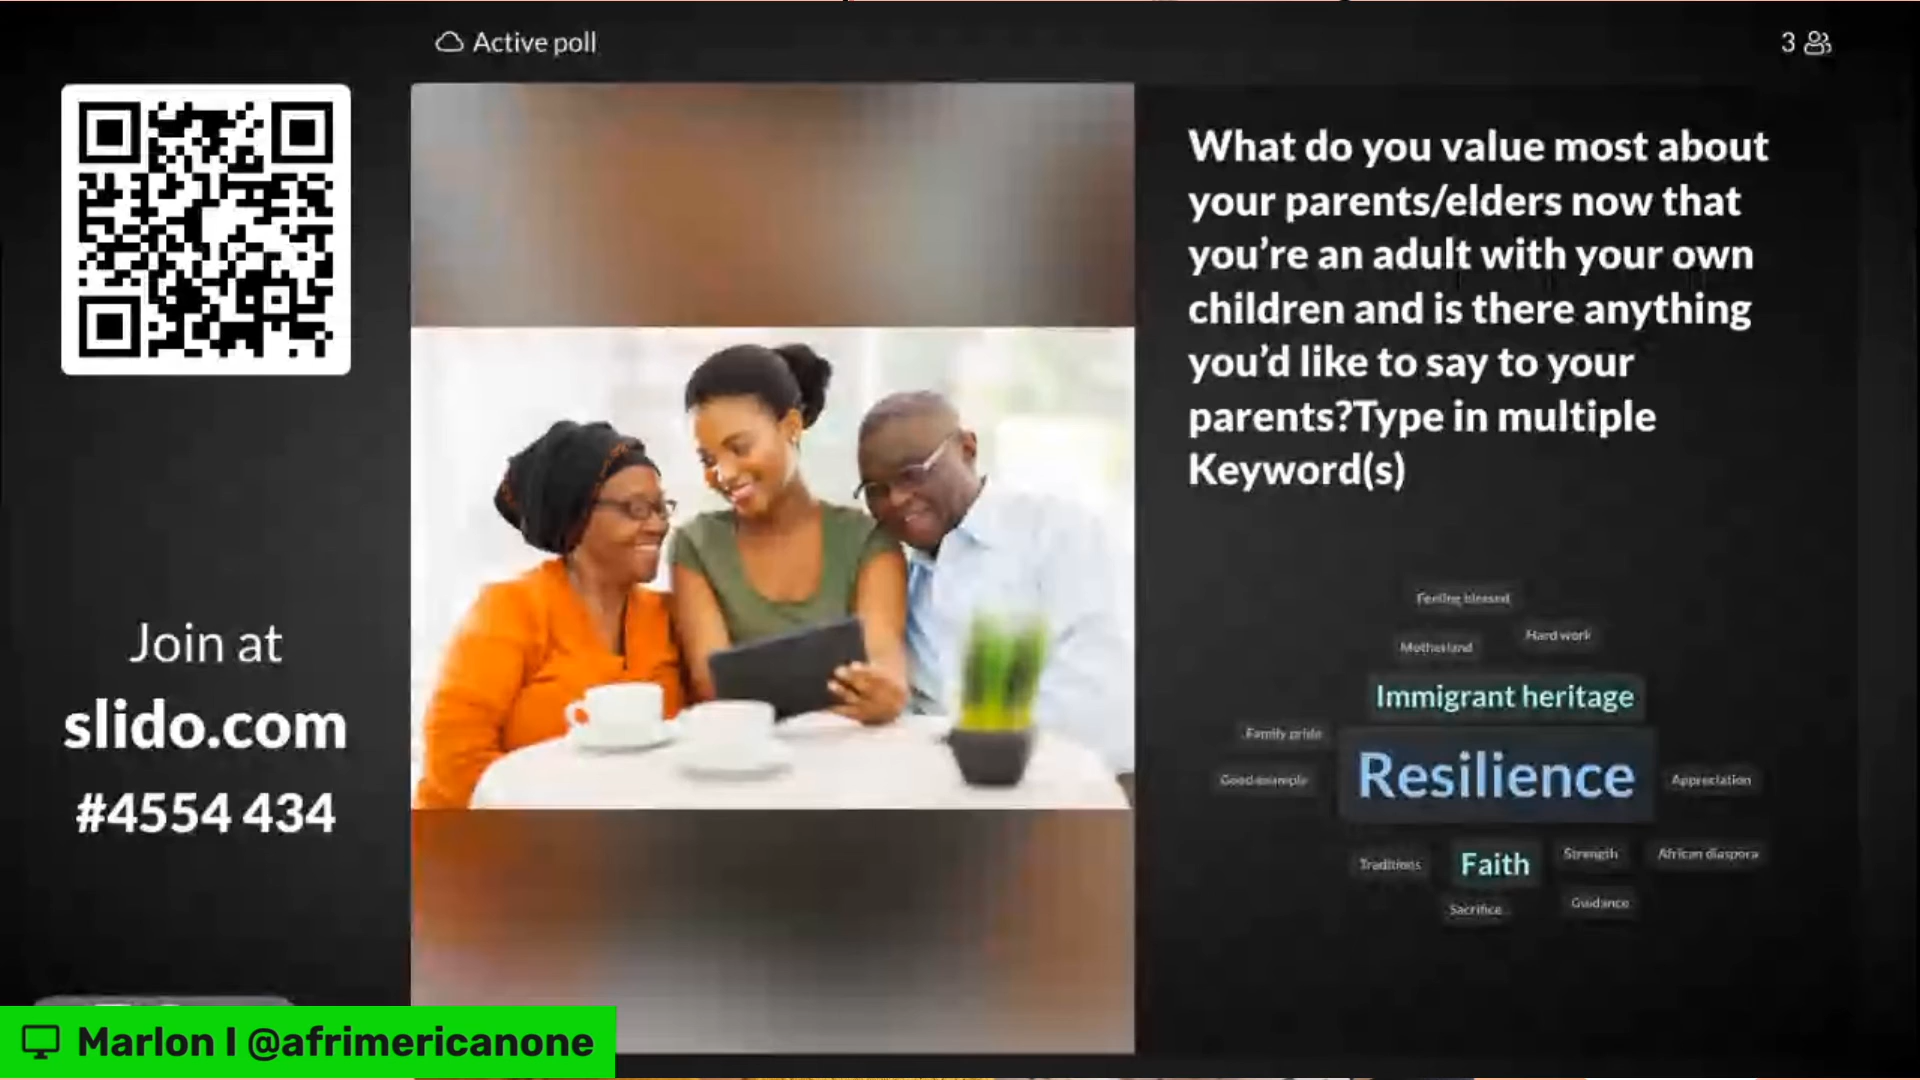 Active poll
3
What do you value most about
your parents/elders now that
you're an adult with your own
children and is there anything
you'd like to say to your
parents?Type in multiple
Keyword(s)
Join at
slido.com
#4554 434
Feeling blessed
Motherland
Hard work
Immigrant heritage
Family pride
Resilience
Good example
Appreciation
Traditions
Faith
Strength
African diaspora
Sacrifice
Guidance
Marlon I @afrimericanone